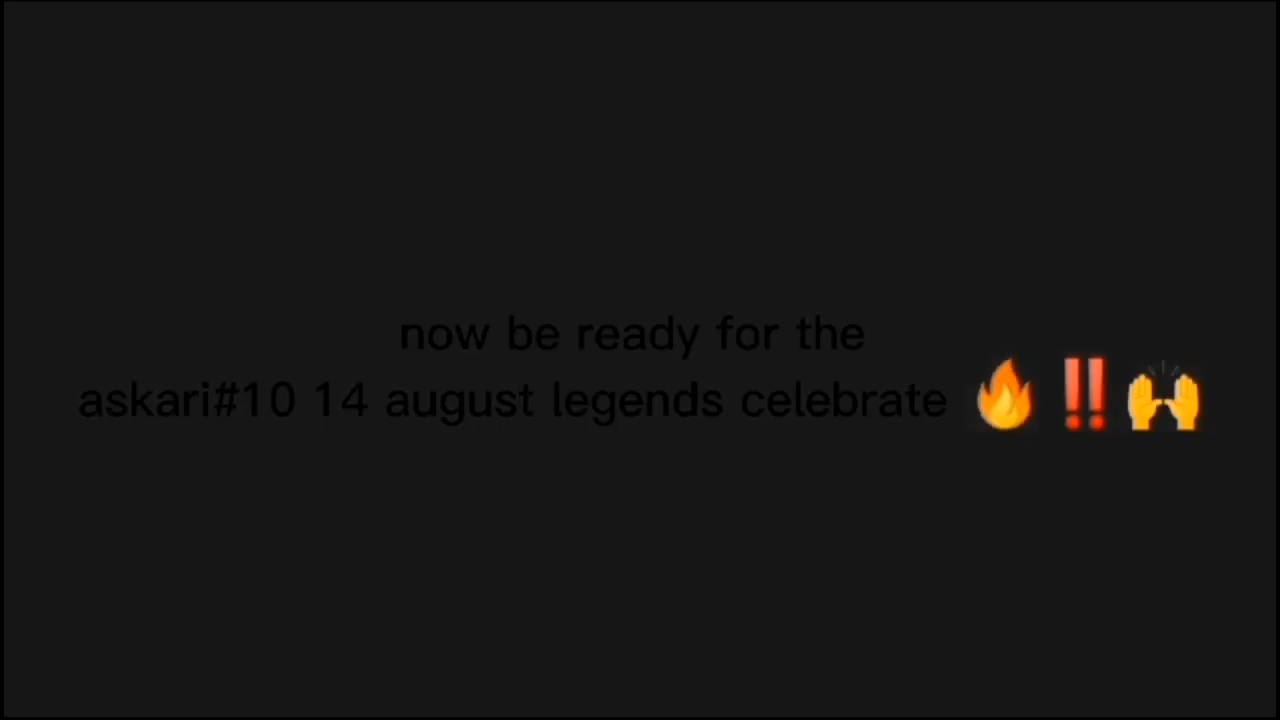 now be ready for the
askari#10 14 august legends celebrate 🔥‼️🙌